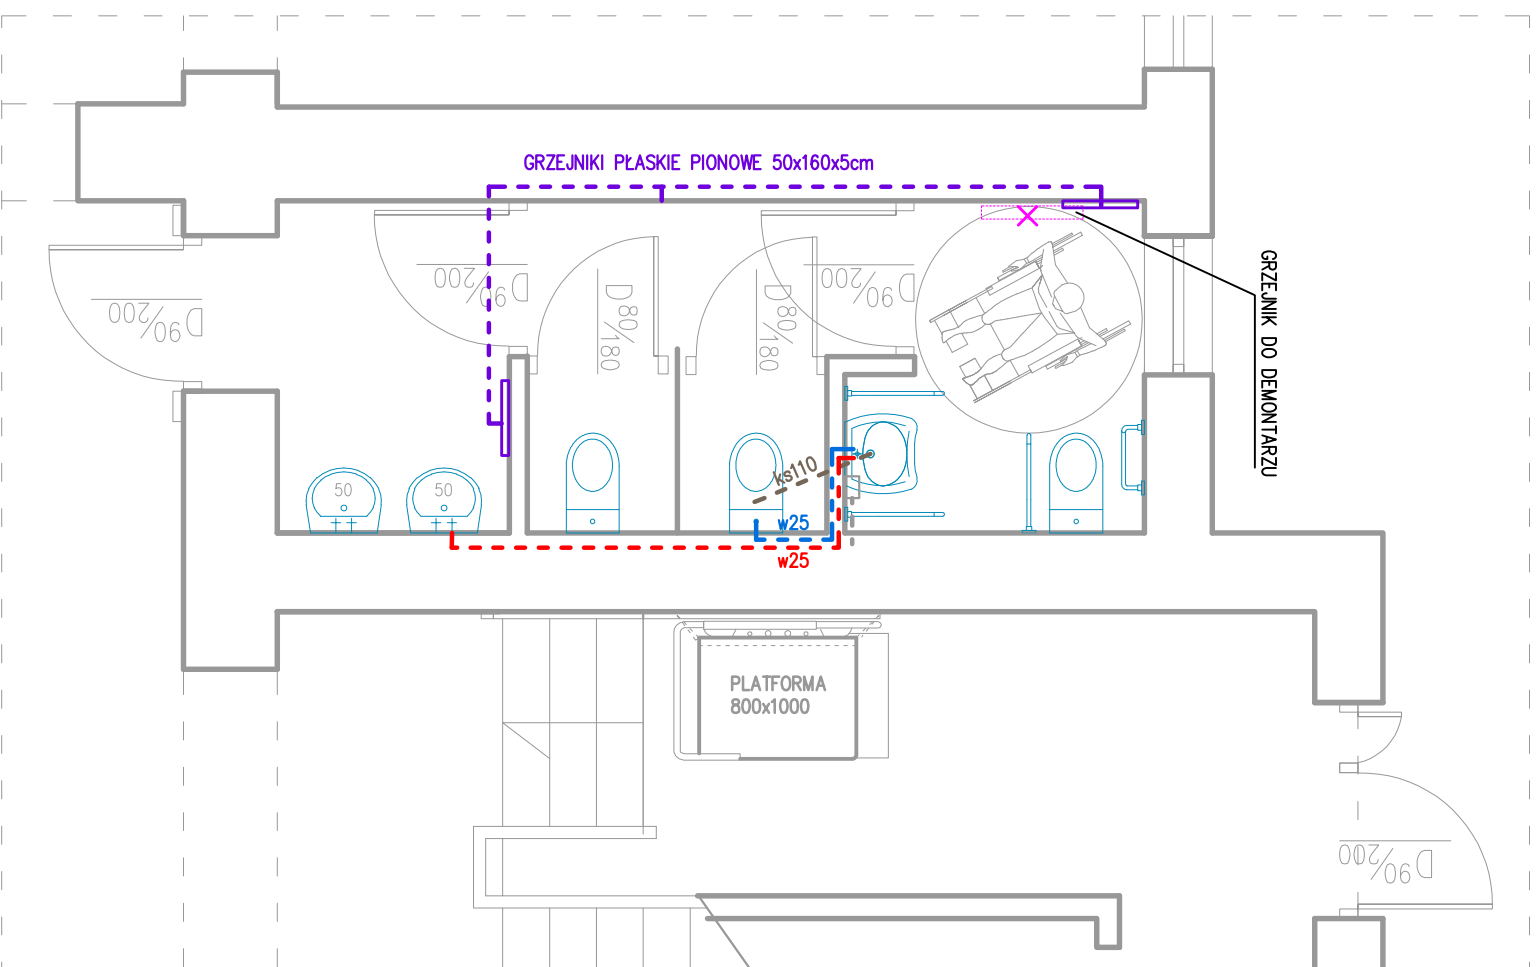 GRZEJNIKI PŁASKIE PIONOWE 50x160x5cm
D90/200
D90/200
D80/180
D80/180
D90/200
GRZEJNIK DO DEMONTARZU
50
50
ks110
w25
w25
PLATFORMA
800x1000
D90/200